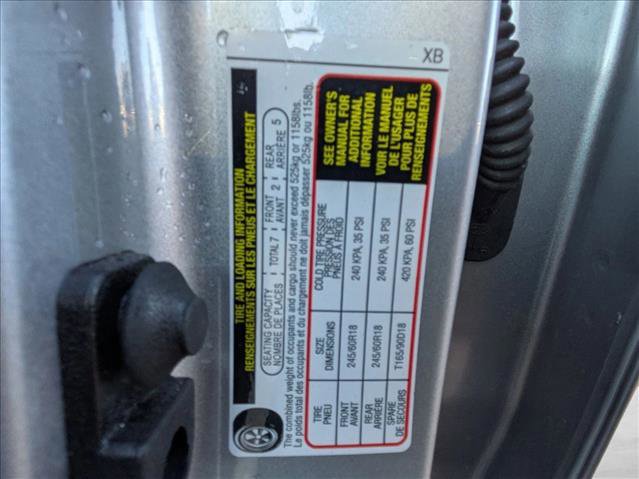 XB
TIRE AND LOADING INFORMATION
RENSEIGNEMENTS SUR LES PNEUS ET LE CHARGEMENT
SEATING CAPACITY TOTAL 7 FRONT 2 REAR 5
NOMBRE DE PLACES AVANT ARRIÈRE
The combined weight of occupants and cargo should never exceed 525kg or 1158lbs.
Le poids total des occupants et du chargement ne doit jamais dépasser 525kg ou 1158lb.
TIRE SIZE COLD TIRE PRESSURE
PNEU DIMENSIONS PRESSION DES
PNEUS À FROID
FRONT 245/60R18 240 KPA, 35 PSI
AVANT
REAR 245/60R18 240 KPA, 35 PSI
ARRIÈRE
SPARE T165/90D18 420 KPA, 60 PSI
DE SECOURS
SEE OWNER'S
MANUAL FOR
ADDITIONAL
INFORMATION
VOIR LE MANUEL
DE L'USAGER
POUR PLUS DE
RENSEIGNEMENTS